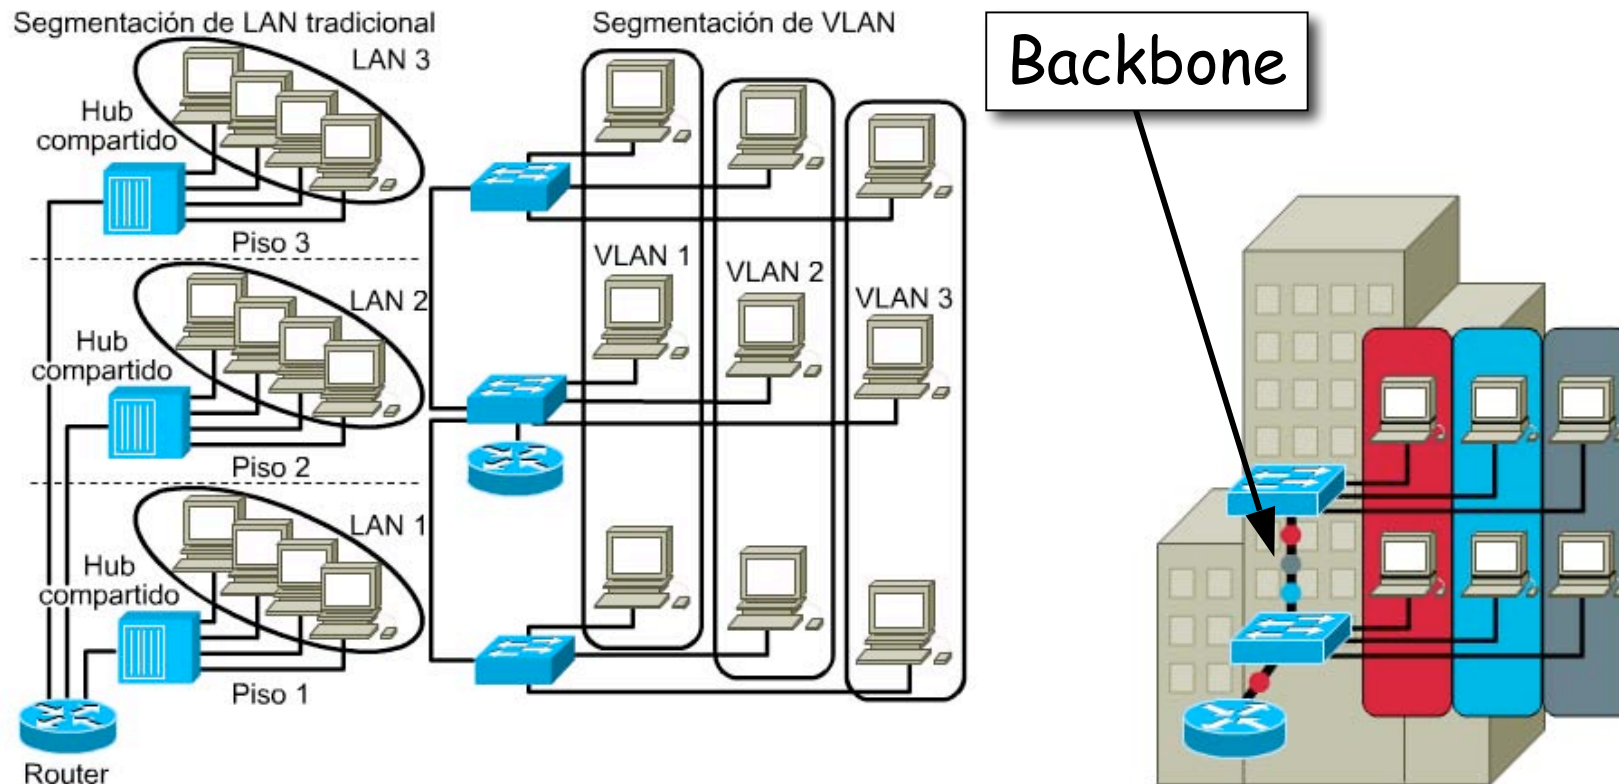 Segmentación de LAN tradicional
LAN 3
Hub
compartido
Piso 3
LAN 2
Hub
compartido
Piso 2
LAN 1
Hub
compartido
Piso 1
Router
Segmentación de VLAN
VLAN 1
VLAN 2
VLAN 3
Backbone